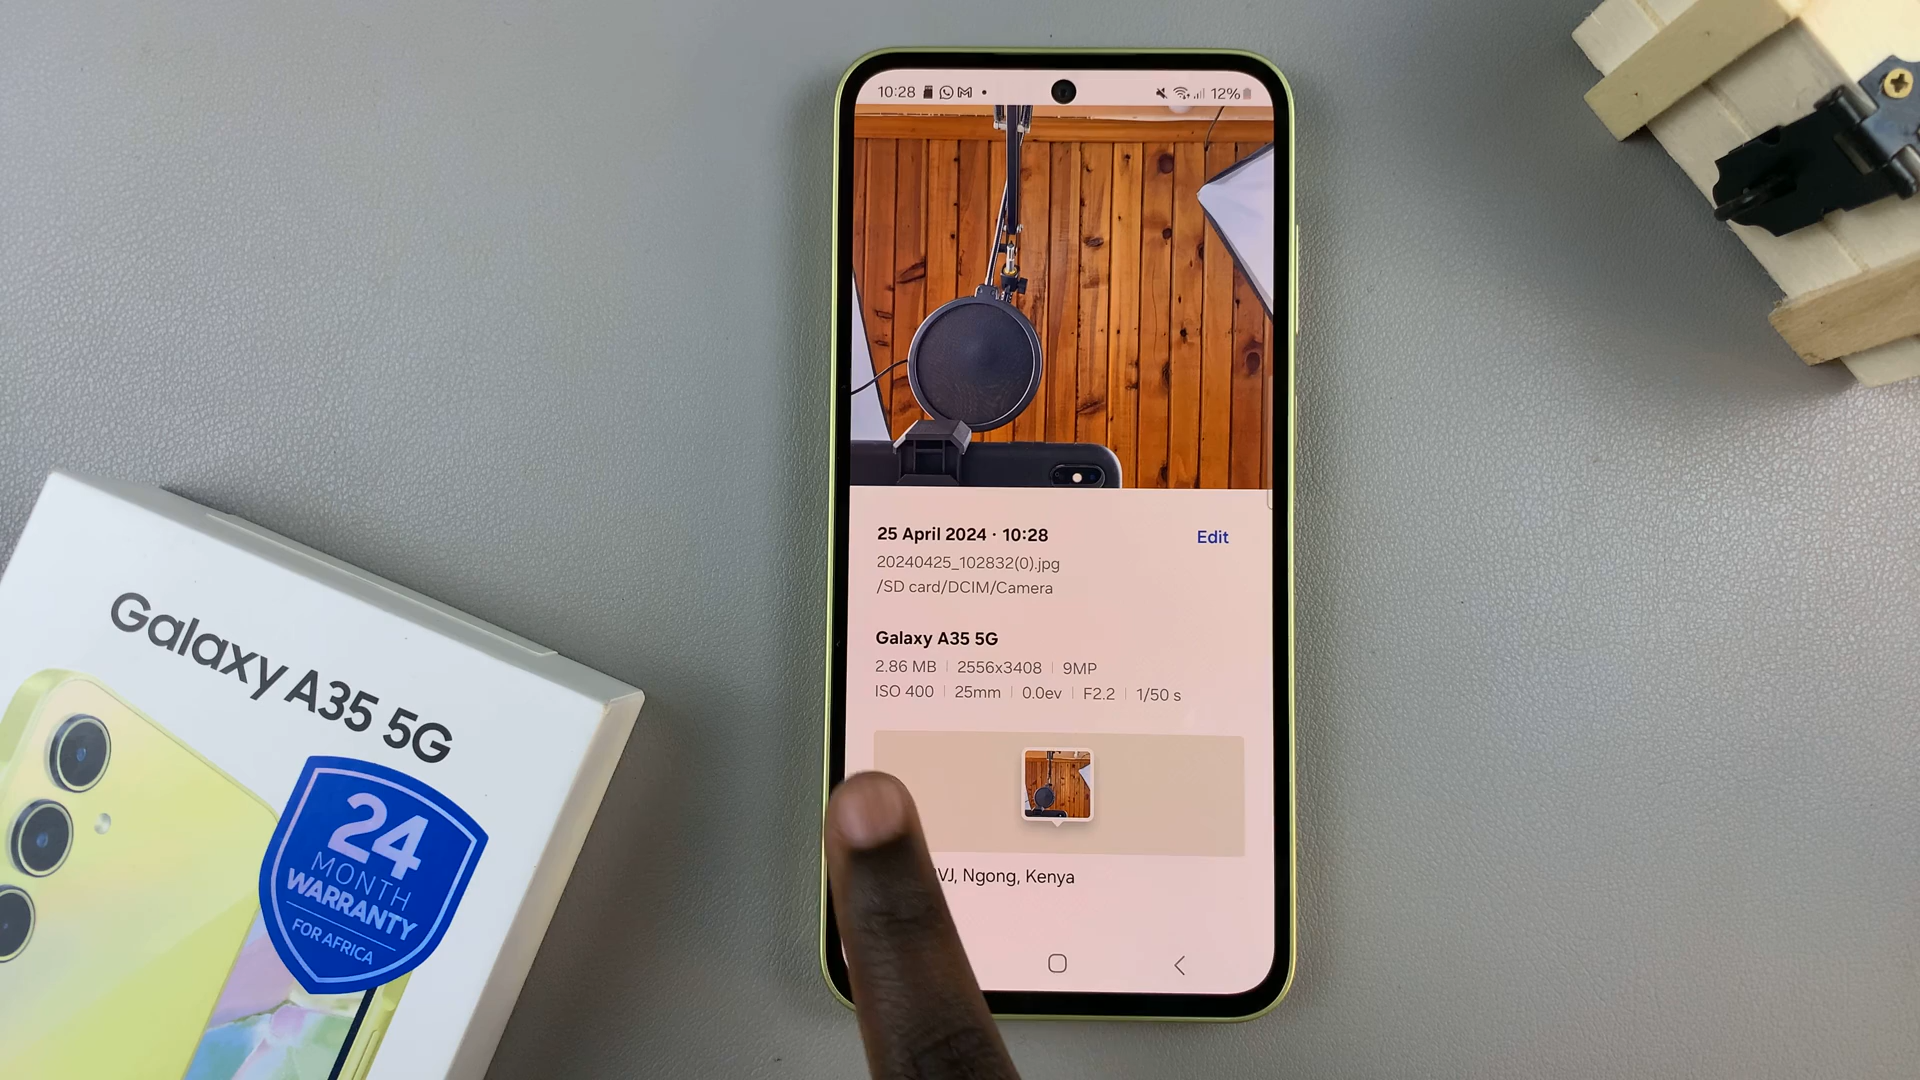 10:28
12%
25 April 2024 · 10:28
Edit
20240425_102832(0).jpg
/SD card/DCIM/Camera
Galaxy A35 5G
2.86 MB | 2556x3408 | 9MP
ISO 400 | 25mm | 0.0ev | F2.2 | 1/50 s
Ngong, Kenya
Galaxy A35 5G
24
MONTH
WARRANTY
FOR AFRICA